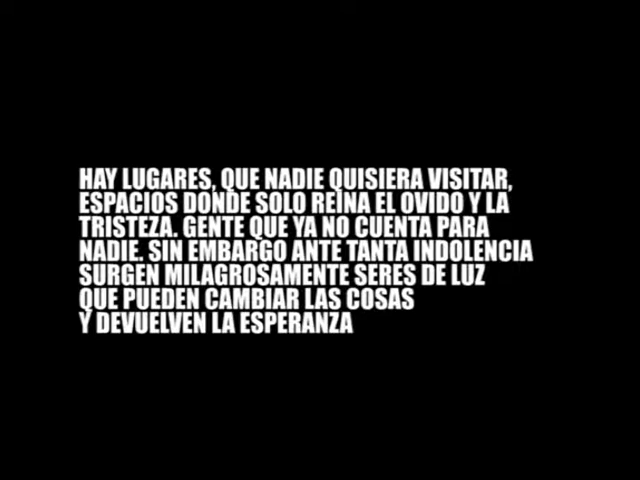 HAY LUGARES, QUE NADIE QUISIERA VISITAR,
ESPACIOS DONDE SOLO REINA EL OVIDO Y LA
TRISTEZA. GENTE QUE YA NO CUENTA PARA
NADIE. SIN EMBARGO ANTE TANTA INDOLENCIA
SURGEN MILAGROSAMENTE SERES DE LUZ
QUE PUEDEN CAMBIAR LAS COSAS
Y DEVUELVEN LA ESPERANZA